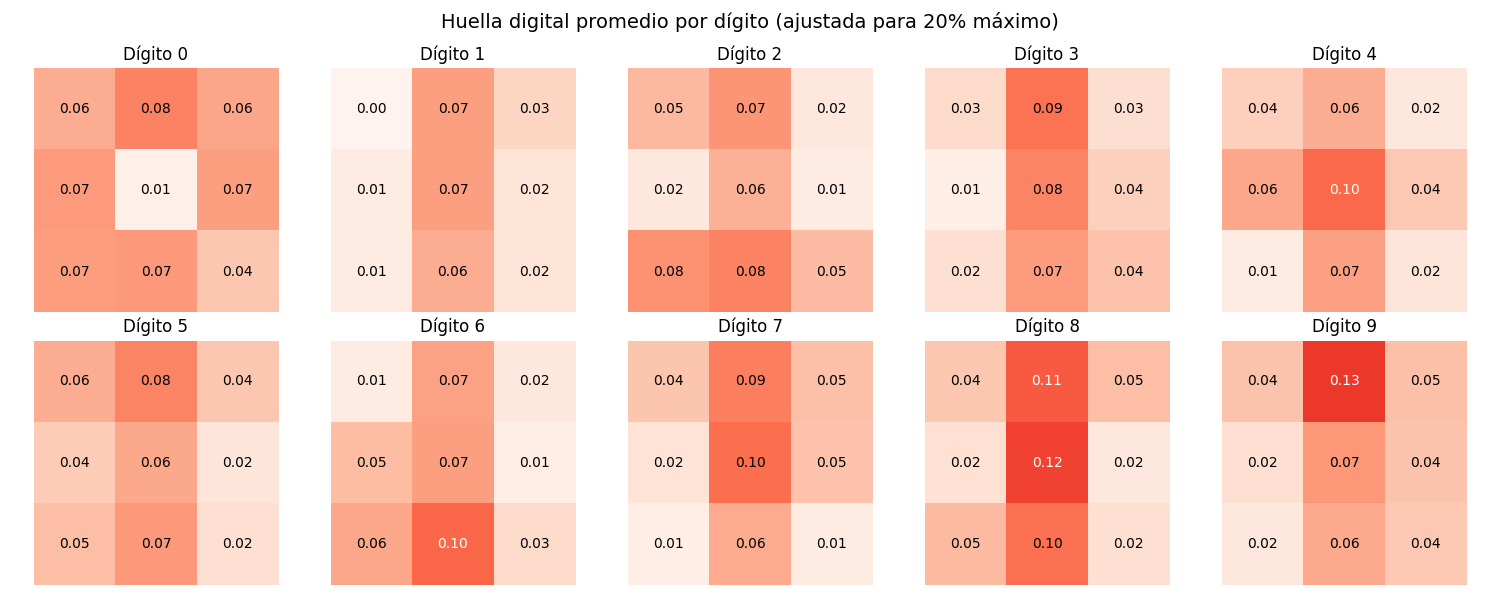 Huella digital promedio por dígito (ajustada para 20% máximo)
Dígito 0 Dígito 1 Dígito 2 Dígito 3 Dígito 4
0.06 0.08 0.06 0.00 0.07 0.03 0.05 0.07 0.02 0.03 0.09 0.03 0.04 0.06 0.02
0.07 0.01 0.07 0.01 0.07 0.02 0.02 0.06 0.01 0.01 0.08 0.04 0.06 0.10 0.04
0.07 0.07 0.04 0.01 0.06 0.02 0.08 0.08 0.05 0.02 0.07 0.04 0.01 0.07 0.02
Dígito 5 Dígito 6 Dígito 7 Dígito 8 Dígito 9
0.06 0.08 0.04 0.01 0.07 0.02 0.04 0.09 0.05 0.04 0.11 0.05 0.04 0.13 0.05
0.04 0.06 0.02 0.05 0.07 0.01 0.02 0.10 0.05 0.02 0.12 0.02 0.02 0.07 0.04
0.05 0.07 0.02 0.06 0.10 0.03 0.01 0.06 0.01 0.05 0.10 0.02 0.02 0.06 0.04